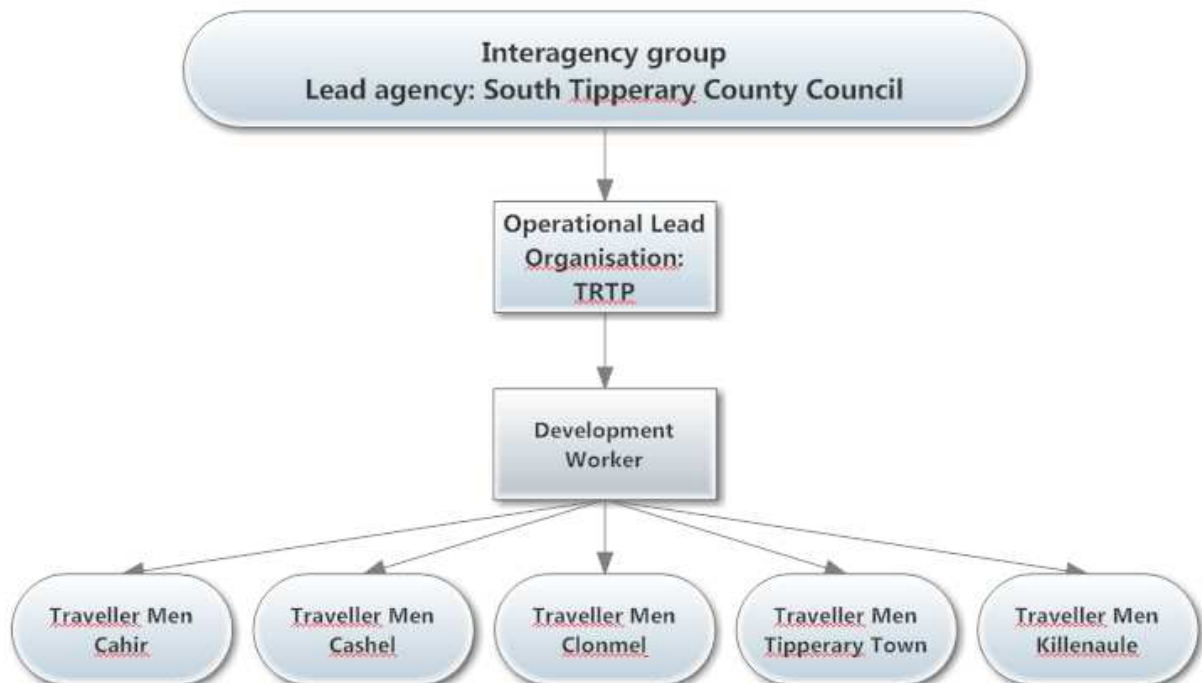 Interagency group
Lead agency: South Tipperary County Council
Operational Lead
Organisation:
TRTP
Development
Worker
Traveller Men
Cahir
Traveller Men
Cashel
Traveller Men
Clonmel
Traveller Men
Tipperary Town
Traveller Men
Killenaule